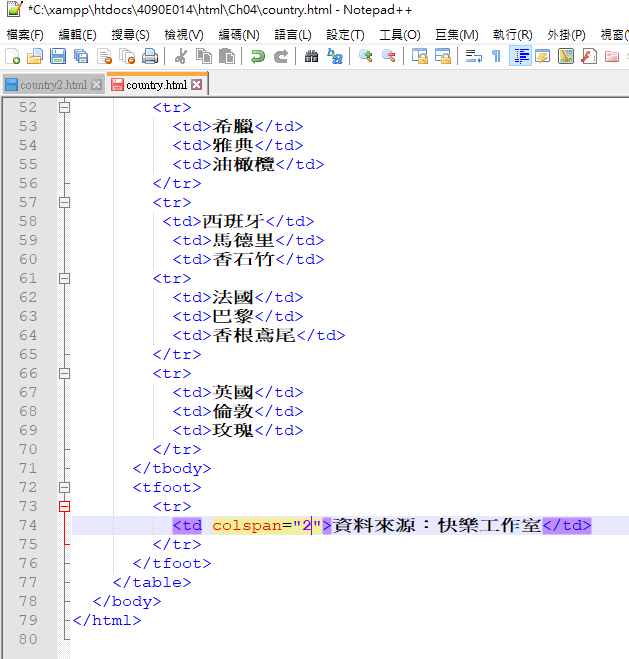 *C:\xampp\htdocs\4090E014\html\Ch04\country.html - Notepad++
檔案(F) 編輯(E) 搜尋(S) 檢視(V) 編碼(N) 語言(L) 設定(T) 工具(O) 巨集(M) 執行(R) 外掛(P) 視窗(
country2.html country.html
52 <tr>
53 <td>希臘</td>
54 <td>雅典</td>
55 <td>油橄欖</td>
56 </tr>
57 <tr>
58 <td>西班牙</td>
59 <td>馬德里</td>
60 <td>香石竹</td>
61 <tr>
62 <td>法國</td>
63 <td>巴黎</td>
64 <td>香根鳶尾</td>
65 </tr>
66 <tr>
67 <td>英國</td>
68 <td>倫敦</td>
69 <td>玫瑰</td>
70 </tr>
71 </tbody>
72 <tfoot>
73 <tr>
74 <td colspan="2">資料來源：快樂工作室</td>
75 </tr>
76 </tfoot>
77 </table>
78 </body>
79 </html>
80